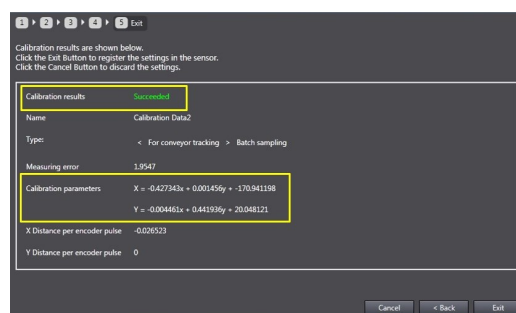 1 ▸ 2 ▸ 3 ▸ 4 ▸ 5 Exit
Calibration results are shown below.
Click the Exit Button to register the settings in the sensor.
Click the Cancel Button to discard the settings.
Calibration results Succeeded
Name Calibration Data2
Type: < For conveyor tracking > Batch sampling
Measuring error 1.9547
Calibration parameters X = -0.427343x + 0.001456y + -170.941198
Y = -0.004461x + 0.441936y + 20.048121
X Distance per encoder pulse -0.026523
Y Distance per encoder pulse 0
Cancel < Back Exit